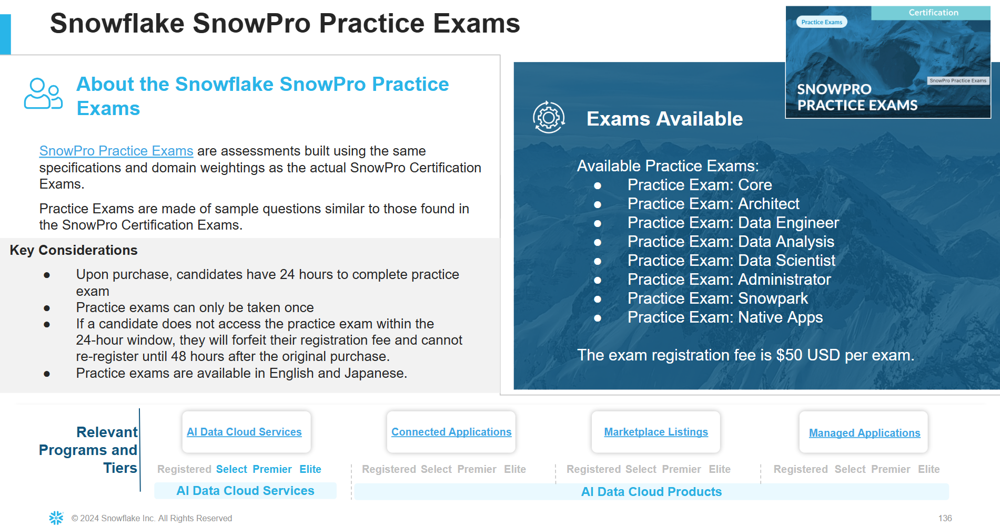 Snowflake SnowPro Practice Exams
Certification
Practice Exams
SnowPro Practice Exams
SNOWPRO
PRACTICE EXAMS
About the Snowflake SnowPro Practice
Exams
SnowPro Practice Exams are assessments built using the same
specifications and domain weightings as the actual SnowPro Certification
Exams.
Practice Exams are made of sample questions similar to those found in
the SnowPro Certification Exams.
Key Considerations
● Upon purchase, candidates have 24 hours to complete practice
exam
● Practice exams can only be taken once
● If a candidate does not access the practice exam within the
24-hour window, they will forfeit their registration fee and cannot
re-register until 48 hours after the original purchase.
● Practice exams are available in English and Japanese.
Exams Available
Available Practice Exams:
● Practice Exam: Core
● Practice Exam: Architect
● Practice Exam: Data Engineer
● Practice Exam: Data Analysis
● Practice Exam: Data Scientist
● Practice Exam: Administrator
● Practice Exam: Snowpark
● Practice Exam: Native Apps
The exam registration fee is $50 USD per exam.
Relevant
Programs and
Tiers
AI Data Cloud Services
Registered Select Premier Elite
AI Data Cloud Services
Connected Applications
Registered Select Premier Elite
Marketplace Listings
Registered Select Premier Elite
Managed Applications
Registered Select Premier Elite
AI Data Cloud Products
© 2024 Snowflake Inc. All Rights Reserved
136